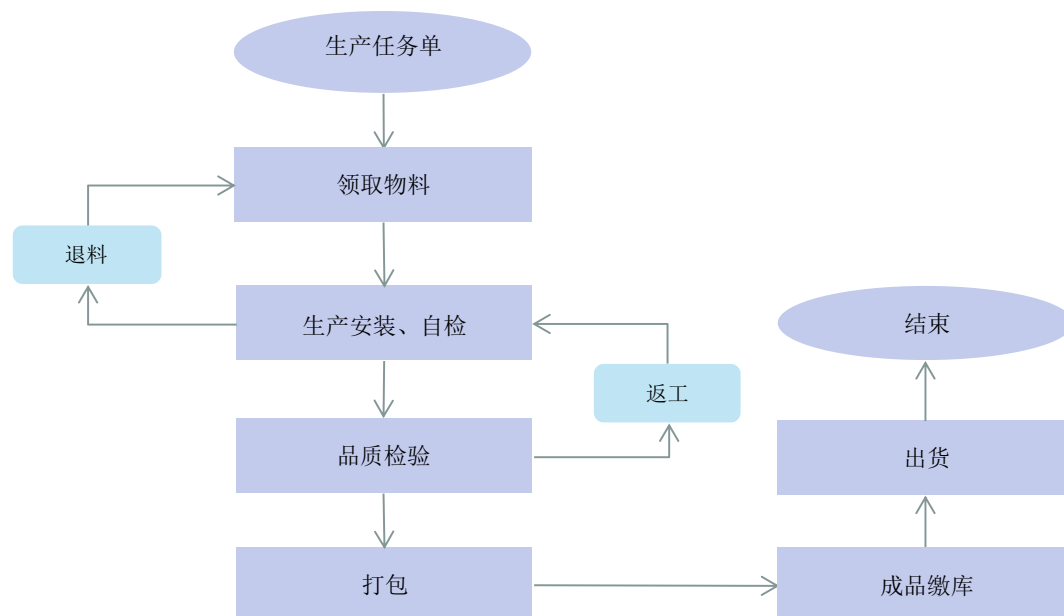 生产任务单
领取物料
退料
生产安装、自检
返工
品质检验
打包
成品缴库
出货
结束